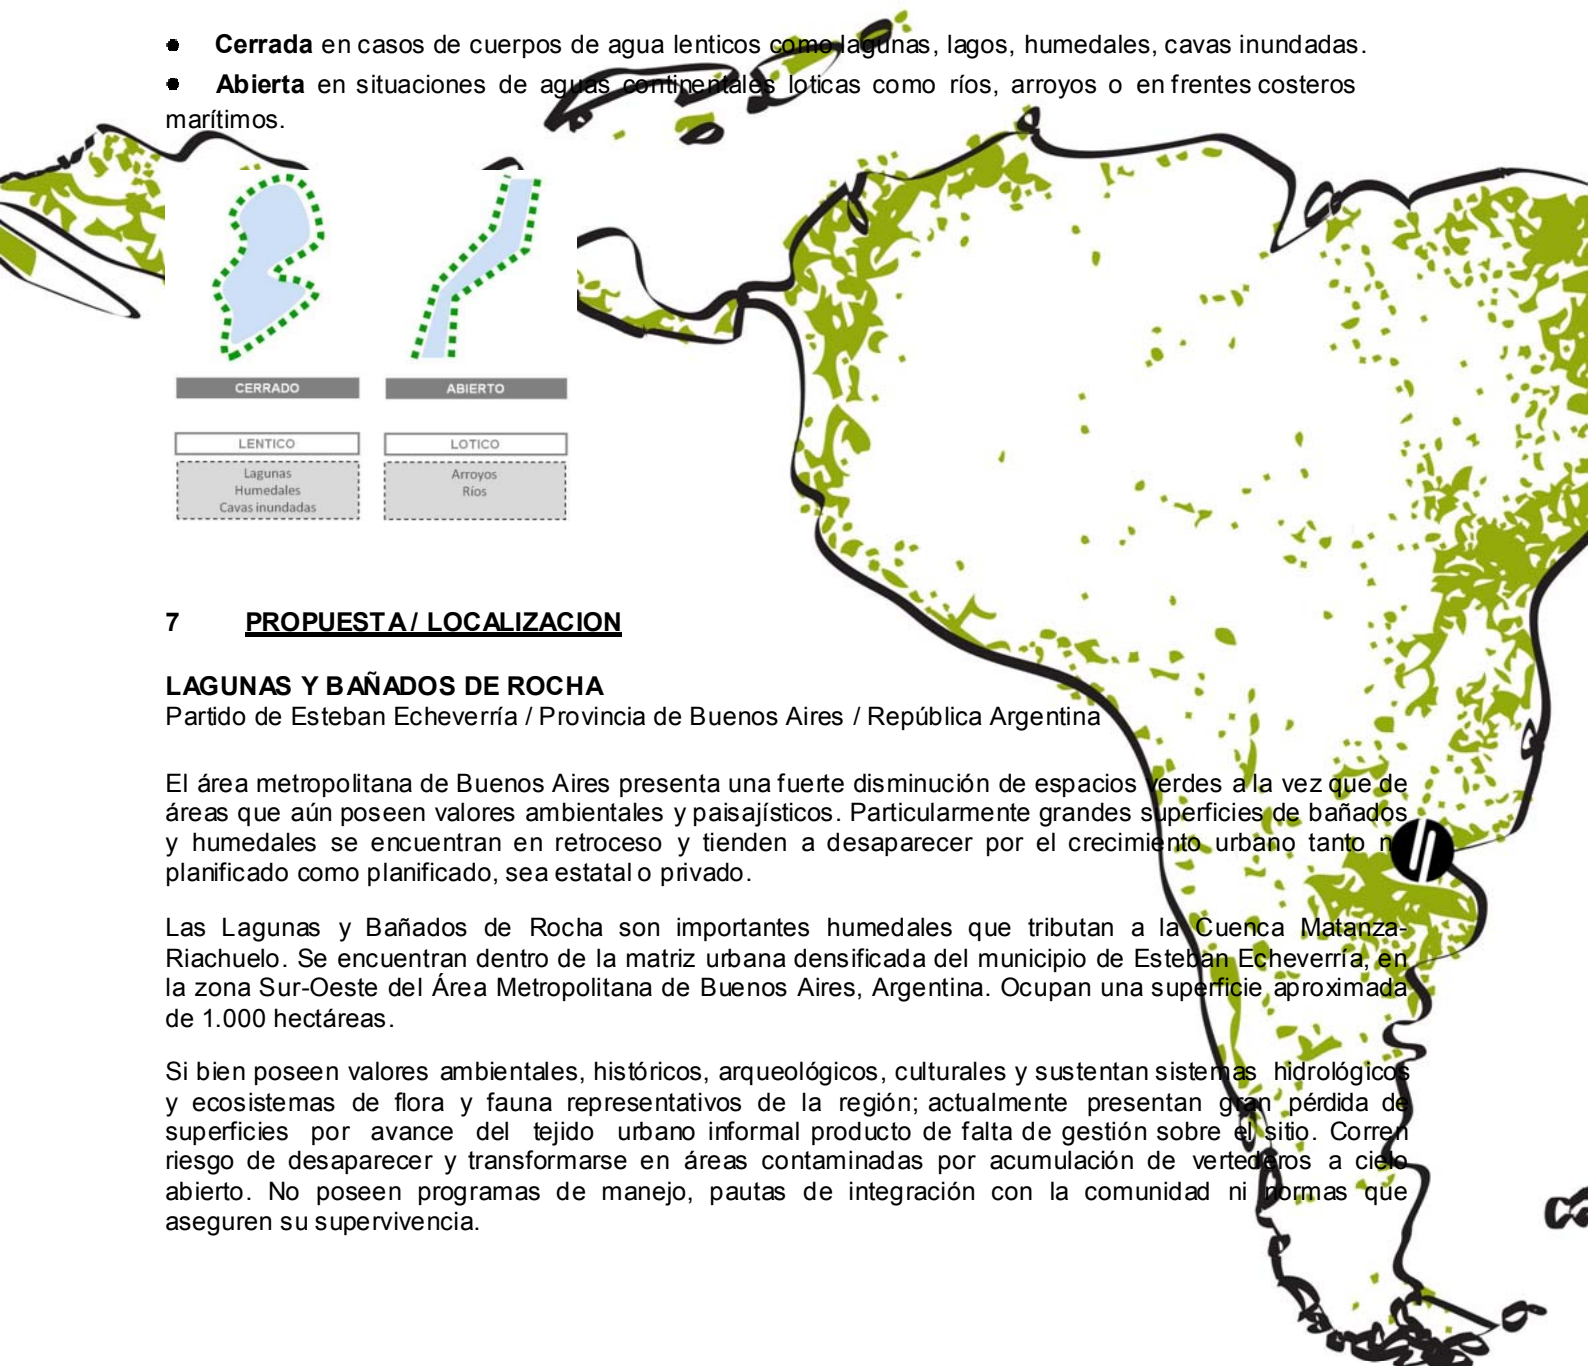 • Cerrada en casos de cuerpos de agua lenticos como lagunas, lagos, humedales, cavas inundadas.
• Abierta en situaciones de aguas continentales loticas como ríos, arroyos o en frentes costeros
marítimos.
CERRADO
ABIERTO
LENTICO
LOTICO
Lagunas
Humedales
Cavas inundadas
Arroyos
Ríos
7 PROPUESTA / LOCALIZACION
LAGUNAS Y BAÑADOS DE ROCHA
Partido de Esteban Echeverría / Provincia de Buenos Aires / República Argentina
El área metropolitana de Buenos Aires presenta una fuerte disminución de espacios verdes a la vez que de
áreas que aún poseen valores ambientales y paisajísticos. Particularmente grandes superficies de bañados
y humedales se encuentran en retroceso y tienden a desaparecer por el crecimiento urbano tanto
planificado como planificado, sea estatal o privado.
Las Lagunas y Bañados de Rocha son importantes humedales que tributan a la Cuenca Matanza-
Riachuelo. Se encuentran dentro de la matriz urbana densificada del municipio de Esteban Echeverría, en
la zona Sur-Oeste del Área Metropolitana de Buenos Aires, Argentina. Ocupan una superficie aproximada
de 1.000 hectáreas.
Si bien poseen valores ambientales, históricos, arqueológicos, culturales y sustentan sistemas hidrológicos
y ecosistemas de flora y fauna representativos de la región; actualmente presentan gran pérdida de
superficies por avance del tejido urbano informal producto de falta de gestión sobre el sitio. Corren
riesgo de desaparecer y transformarse en áreas contaminadas por acumulación de vertederos a cielo
abierto. No poseen programas de manejo, pautas de integración con la comunidad ni normas que
aseguren su supervivencia.